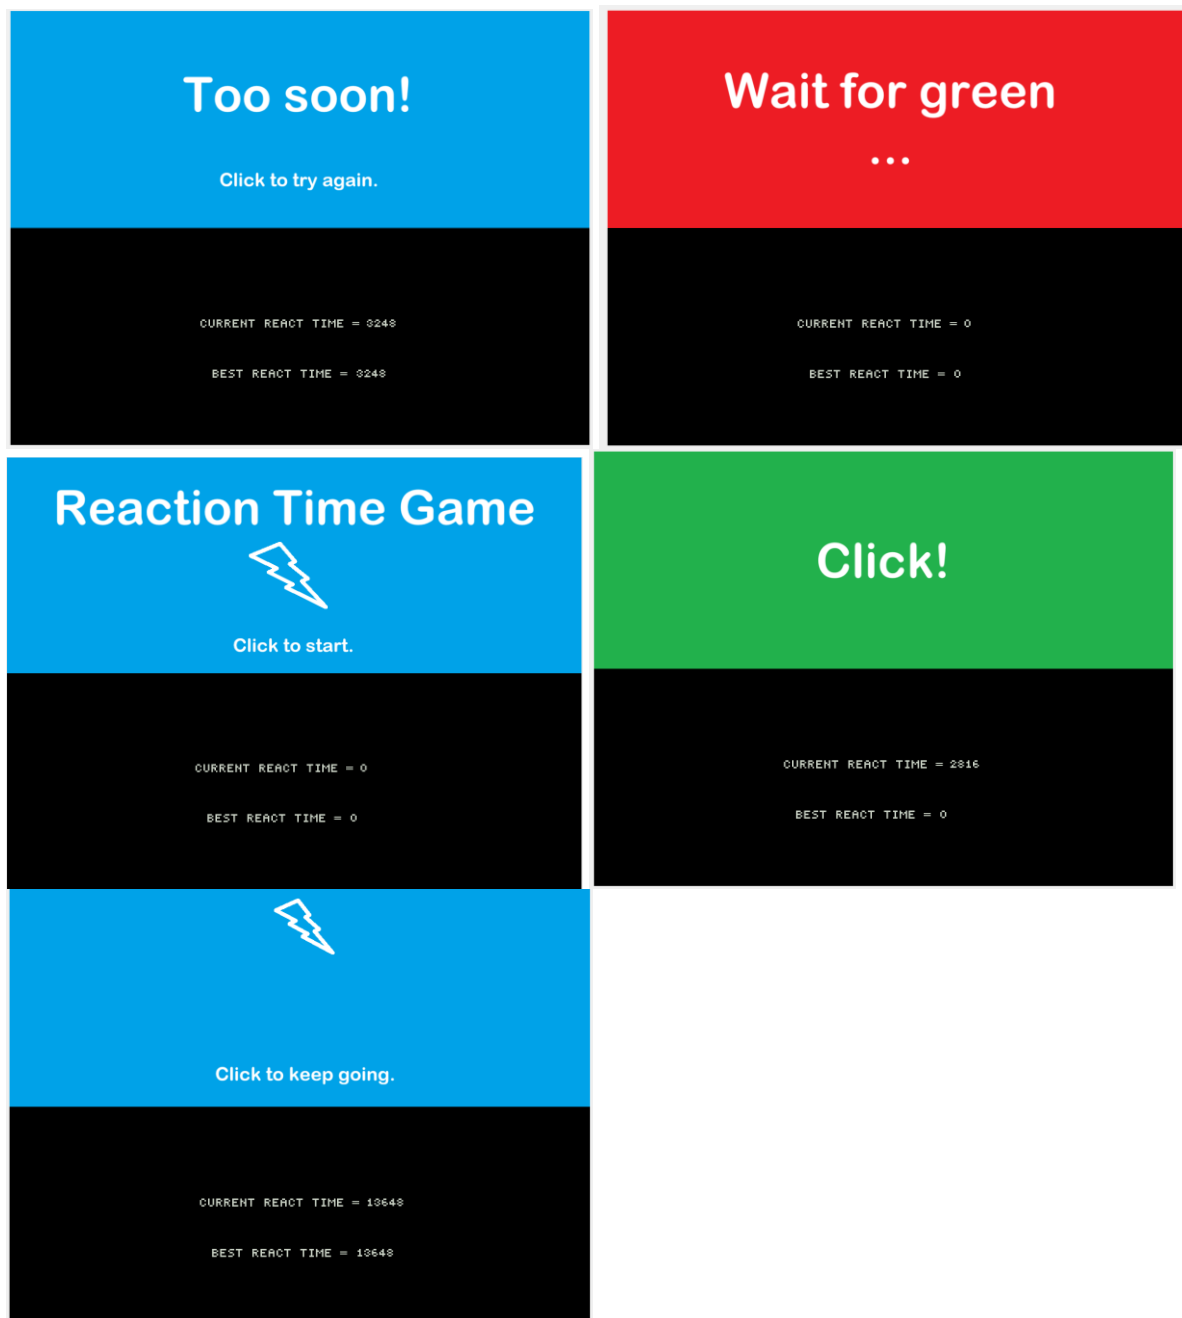 Too soon!
Click to try again.
CURRENT REACT TIME = 3248
BEST REACT TIME = 3248
Wait for green
...
CURRENT REACT TIME = 0
BEST REACT TIME = 0
Reaction Time Game
Click to start.
CURRENT REACT TIME = 0
BEST REACT TIME = 0
Click!
CURRENT REACT TIME = 2816
BEST REACT TIME = 0
Click to keep going.
CURRENT REACT TIME = 13648
BEST REACT TIME = 13648